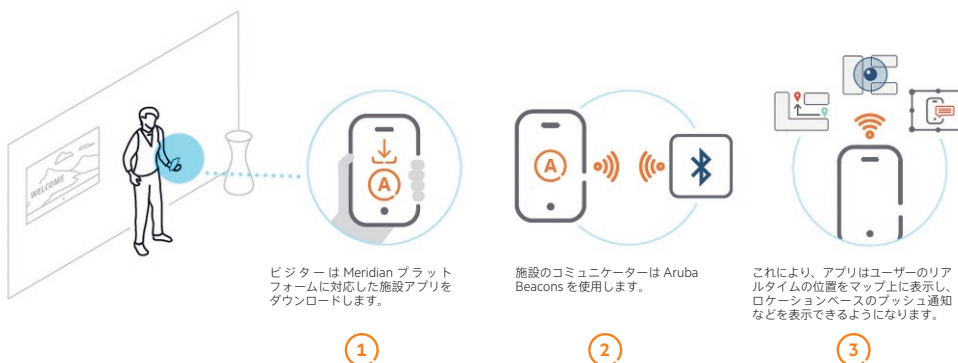 WELCOME
A
ビジターは Meridian プラット
フォームに対応した施設アプリを
ダウンロードします。
1
A
施設のコミュニケーターは Aruba
Beacons を使用します。
2
これにより、アプリはユーザーのリア
ルタイムの位置をマップ上に表示し、
ロケーションベースのプッシュ通知
などを表示できるようになります。
3